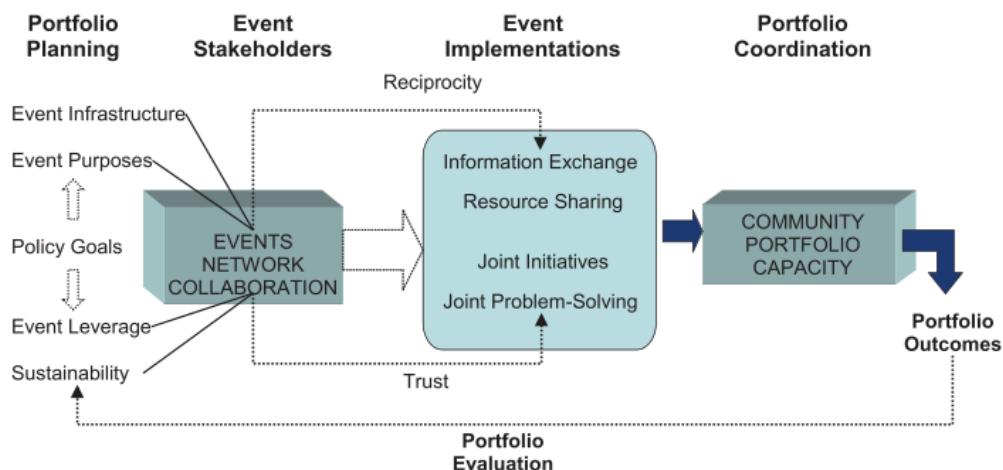 Portfolio
Planning
Event
Stakeholders
Event
Implementations
Portfolio
Coordination
Reciprocity
Event Infrastructure
Event Purposes
Policy Goals
Event Leverage
Sustainability
EVENTS
NETWORK
COLLABORATION
Information Exchange
Resource Sharing
Joint Initiatives
Joint Problem-Solving
COMMUNITY
PORTFOLIO
CAPACITY
Portfolio
Outcomes
Trust
Portfolio
Evaluation